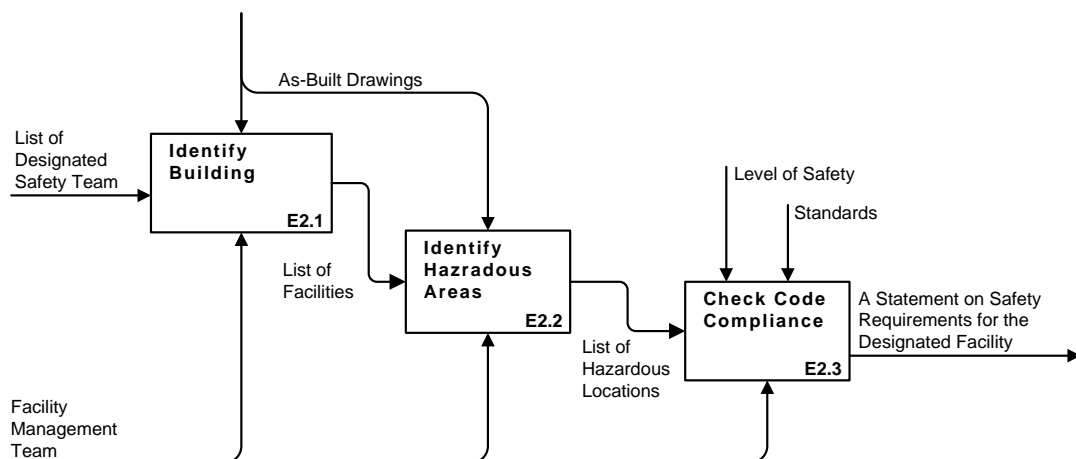 As-Built Drawings
List of
Designated
Safety Team
Identify
Building
E2.1
List of
Facilities
Identify
Hazradous
Areas
E2.2
Level of Safety
Standards
List of
Hazardous
Locations
Check Code
Compliance
E2.3
A Statement on Safety
Requirements for the
Designated Facility
Facility
Management
Team